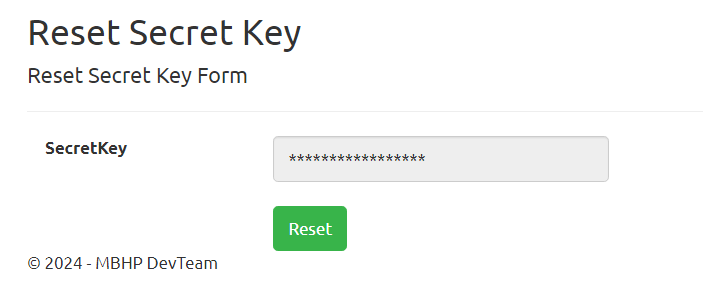 Reset Secret Key
Reset Secret Key Form
SecretKey
*****************
Reset
© 2024 - MBHP DevTeam